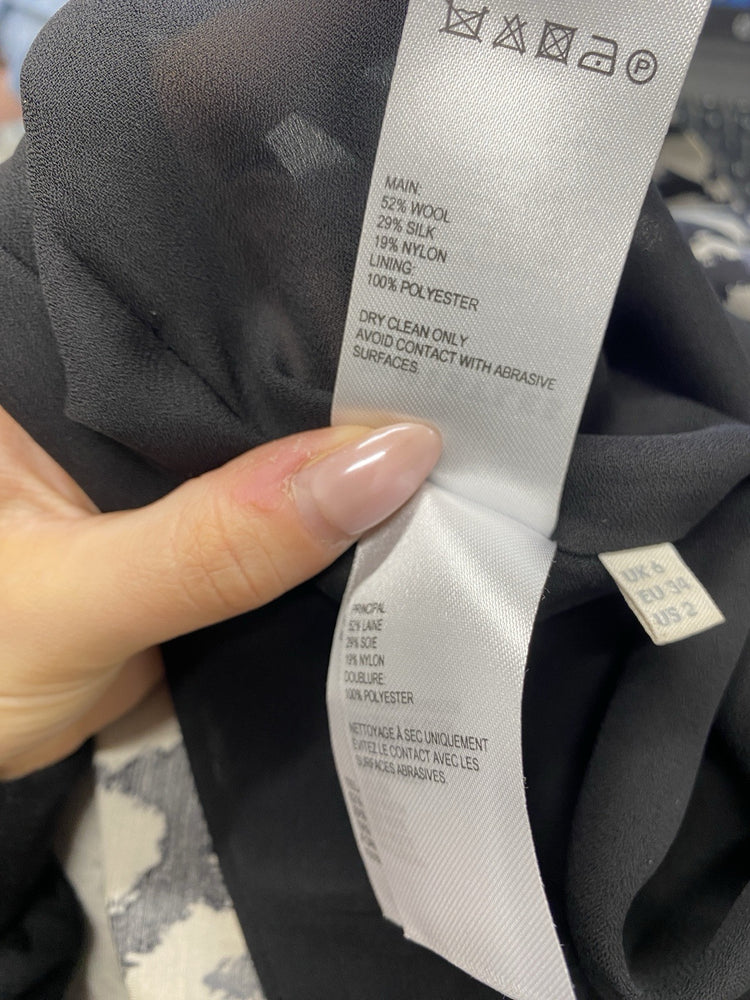 P
MAIN:
52% WOOL
29% SILK
19% NYLON
LINING:
100% POLYESTER
DRY CLEAN ONLY
AVOID CONTACT WITH ABRASIVE
SURFACES.
UK 6
EU 34
US 2
PRINCIPAL
52% LAINE
29% SOIE
19% NYLON
DOUBLURE:
100% POLYESTER
NETTOYAGE À SEC UNIQUEMENT
ÉVITEZ LE CONTACT AVEC LES
SURFACES ABRASIVES.